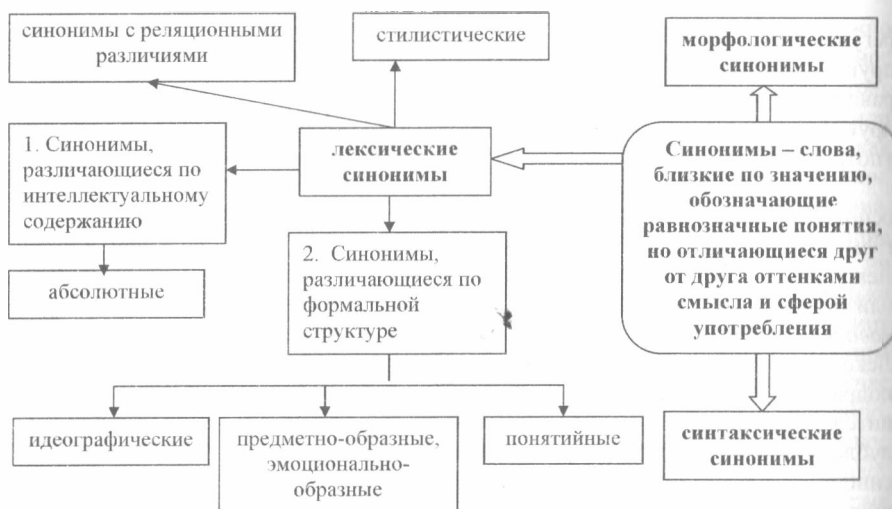 синонимы с реляционными
различиями
стилистические
морфологические
синонимы
1. Синонимы,
различающиеся по
интеллектуальному
содержанию
лексические
синонимы
Синонимы – слова,
близкие по значению,
обозначающие
равнозначные понятия,
но отличающиеся друг
от друга оттенками
смысла и сферой
употребления
абсолютные
2. Синонимы,
различающиеся по
формальной
структуре
идеографические
предметно-образные,
эмоционально-
образные
понятийные
синтаксические
синонимы